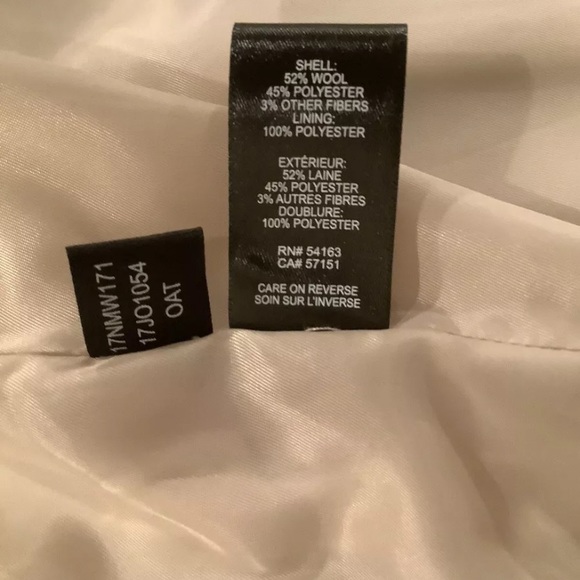 SHELL:
52% WOOL
45% POLYESTER
3% OTHER FIBERS
LINING:
100% POLYESTER
EXTÉRIEUR:
52% LAINE
45% POLYESTER
3% AUTRES FIBRES
DOUBLURE:
100% POLYESTER
RN# 54163
CA# 57151
CARE ON REVERSE
SOIN SUR L'INVERSE
17NMW171
17JO1054
OAT